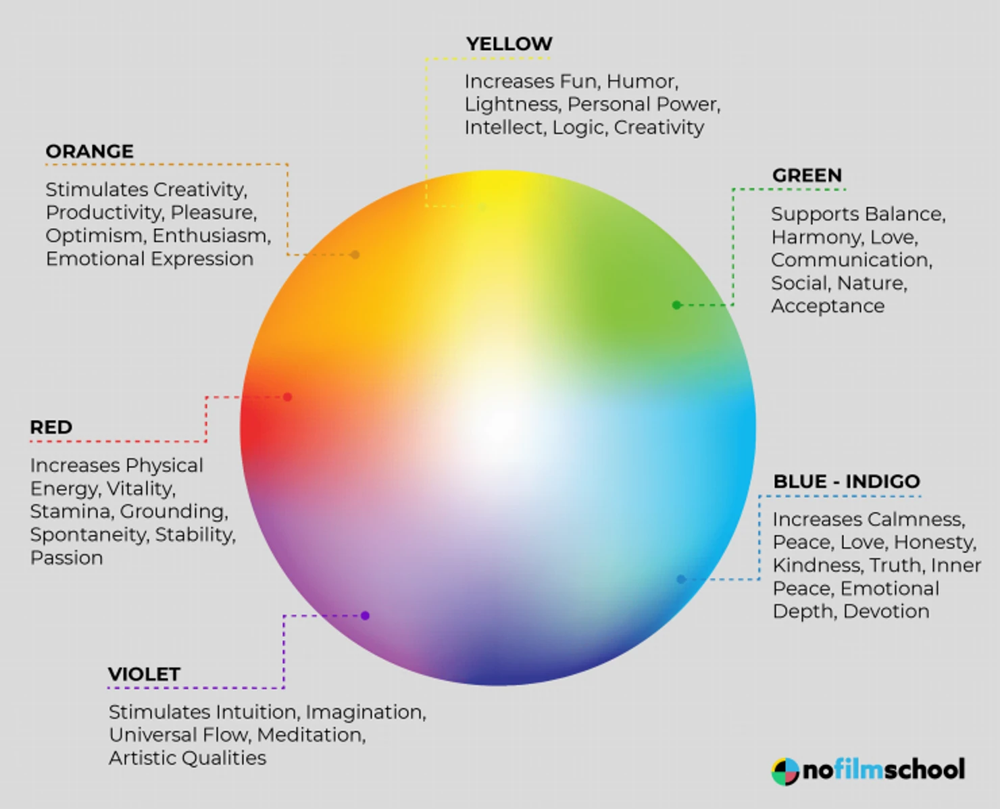 YELLOW
Increases Fun, Humor,
Lightness, Personal Power,
Intellect, Logic, Creativity
ORANGE
Stimulates Creativity,
Productivity, Pleasure,
Optimism, Enthusiasm,
Emotional Expression
GREEN
Supports Balance,
Harmony, Love,
Communication,
Social, Nature,
Acceptance
RED
Increases Physical
Energy, Vitality,
Stamina, Grounding,
Spontaneity, Stability,
Passion
BLUE - INDIGO
Increases Calmness,
Peace, Love, Honesty,
Kindness, Truth, Inner
Peace, Emotional
Depth, Devotion
VIOLET
Stimulates Intuition, Imagination,
Universal Flow, Meditation,
Artistic Qualities
nofilmschool